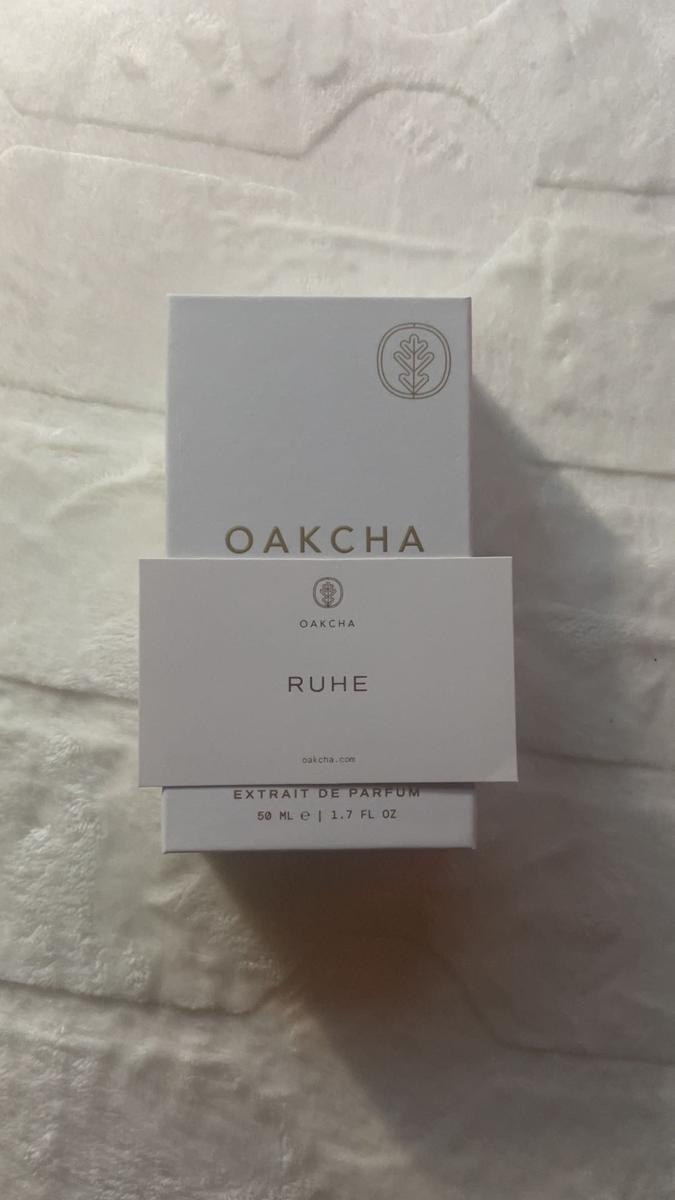 OAKCHA
OAKCHA
RUHE
oakcha.com
EXTRAIT DE PARFUM
50 ML ℮ | 1.7 FL OZ